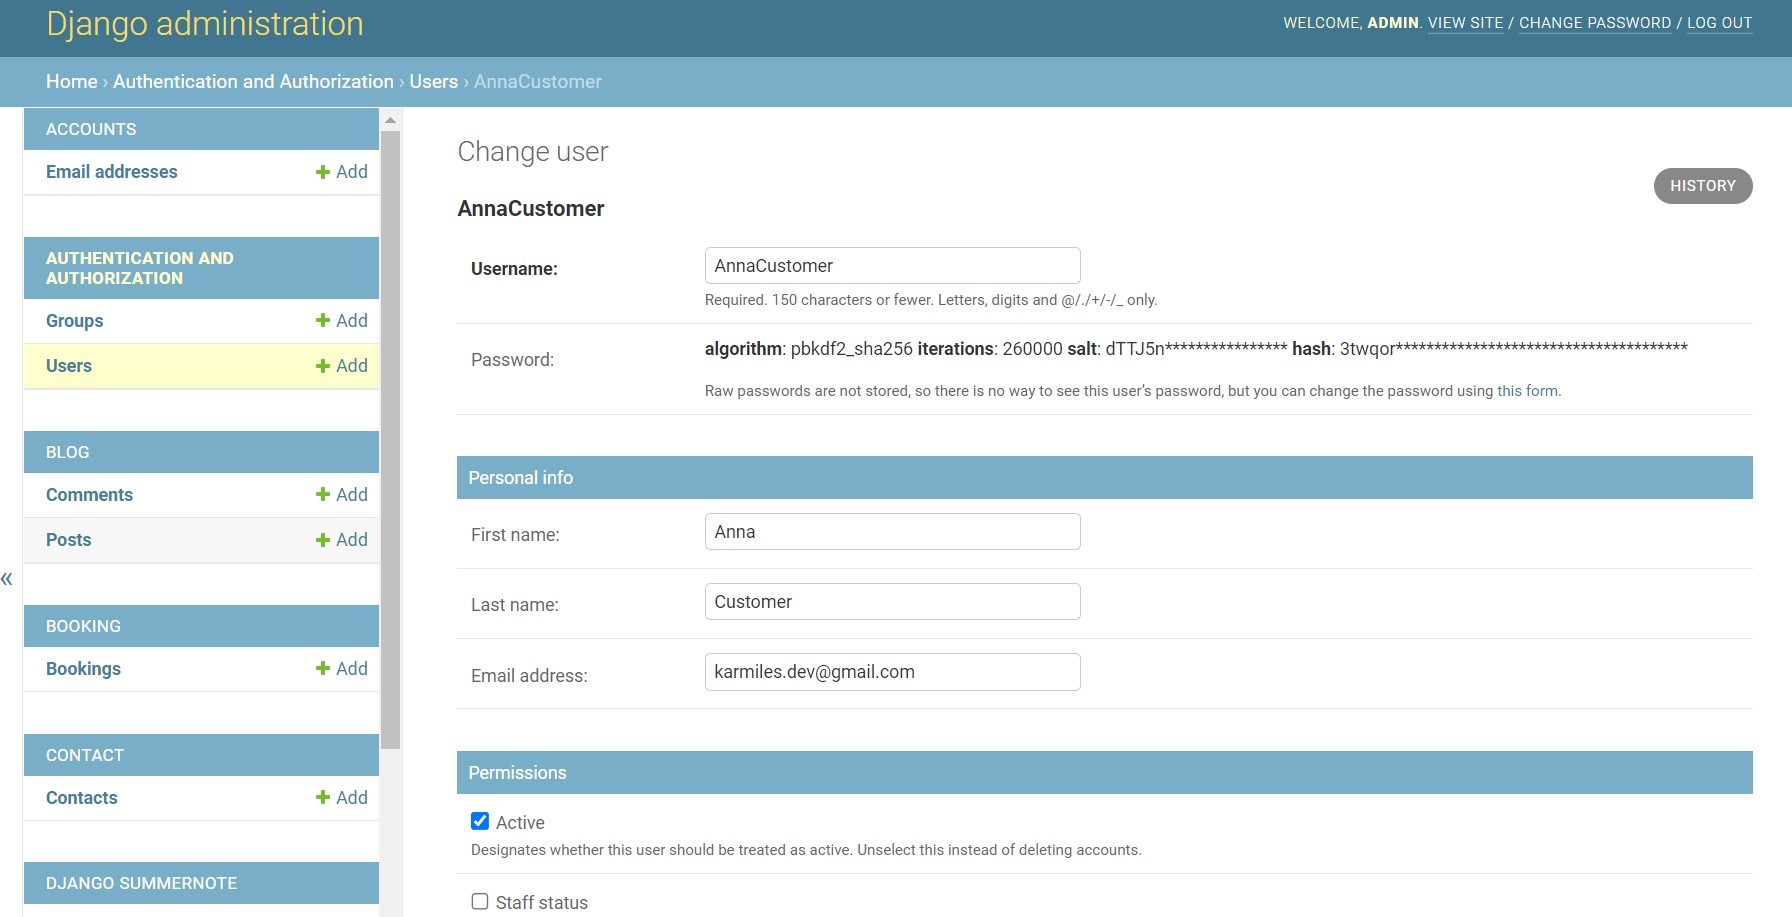 Django administration
WELCOME, ADMIN. VIEW SITE / CHANGE PASSWORD / LOG OUT
Home › Authentication and Authorization › Users › AnnaCustomer
ACCOUNTS
Email addresses + Add
AUTHENTICATION AND
AUTHORIZATION
Groups + Add
Users + Add
BLOG
Comments + Add
Posts + Add
BOOKING
Bookings + Add
CONTACT
Contacts + Add
DJANGO SUMMERNOTE
«
Change user
HISTORY
AnnaCustomer
Username: AnnaCustomer
Required. 150 characters or fewer. Letters, digits and @/./+/-/_ only.
Password: algorithm: pbkdf2_sha256 iterations: 260000 salt: dTTJ5n**************** hash: 3twqor**************************************
Raw passwords are not stored, so there is no way to see this user’s password, but you can change the password using this form.
Personal info
First name: Anna
Last name: Customer
Email address: karmiles.dev@gmail.com
Permissions
Active
Designates whether this user should be treated as active. Unselect this instead of deleting accounts.
Staff status